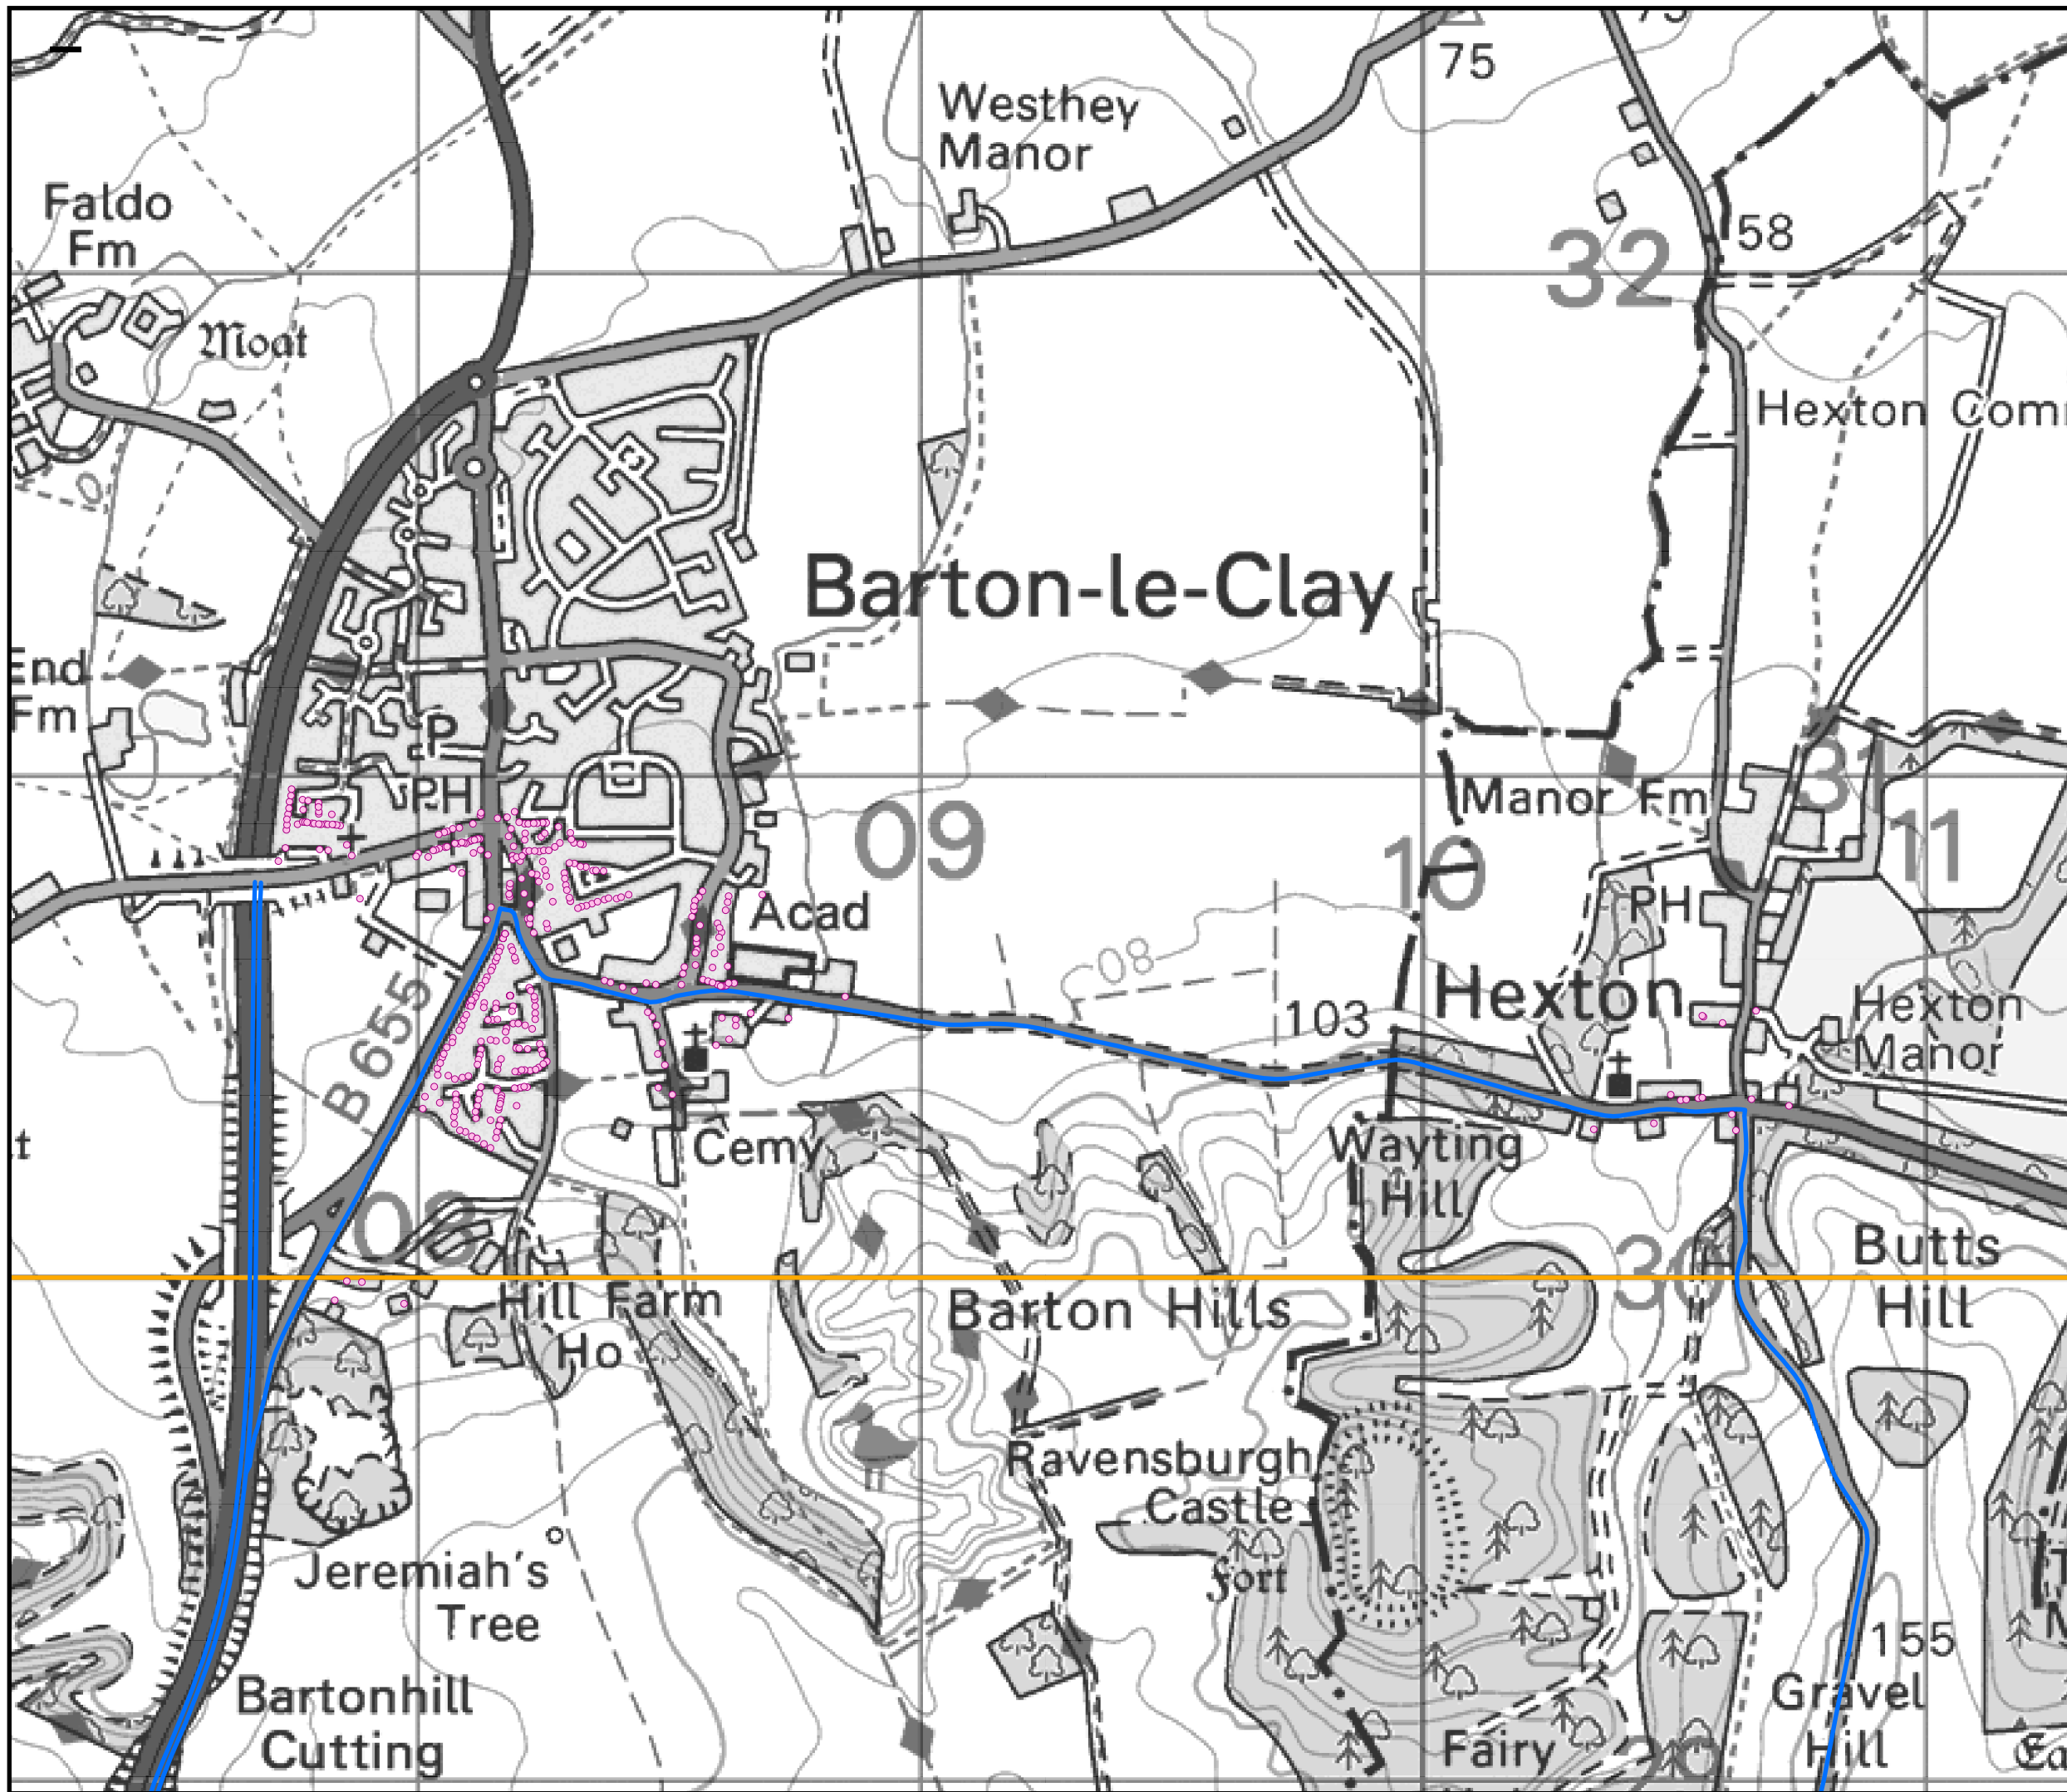 75
Westhey
Manor
Faldo
Fm
58
32
Moat
Hexton
Barton-le-Clay
End
Fm
P
PH
Manor Fm
31
09
10
11
Acad
PH
08
Hexton
Hexton
Manor
103
B 655
Cemy
Wayting
Hill
08
30
Butts
Hill
Hill Farm
Ho
Barton Hills
Ravensburgh
Castle
Fort
Jeremiah's
Tree
155
Bartonhill
Cutting
Gravel
Hill
Fairy